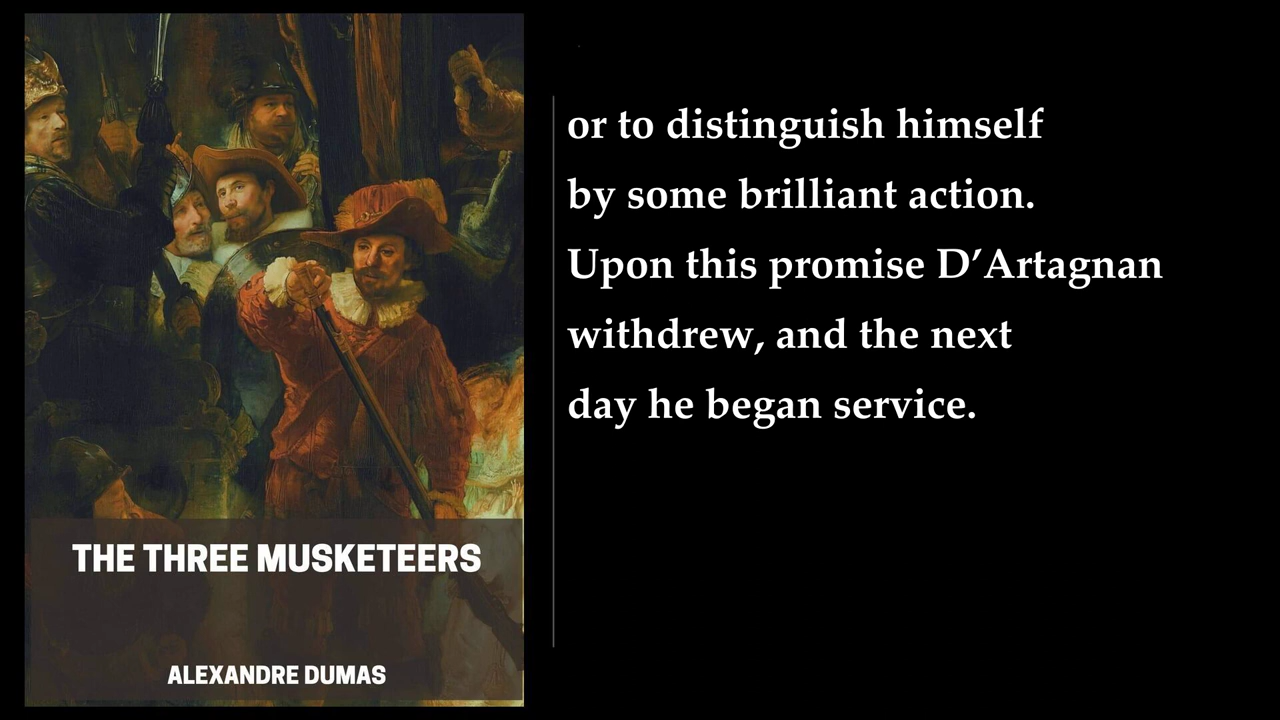 THE THREE MUSKETEERS
ALEXANDRE DUMAS
or to distinguish himself
by some brilliant action.
Upon this promise D’Artagnan
withdrew, and the next
day he began service.